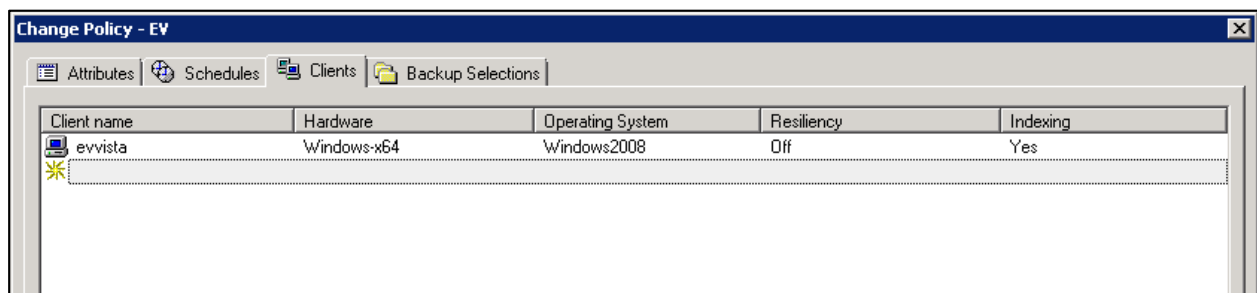 Change Policy - EV
Attributes Schedules Clients Backup Selections
Client name Hardware Operating System Resiliency Indexing
evvista Windows-x64 Windows2008 Off Yes